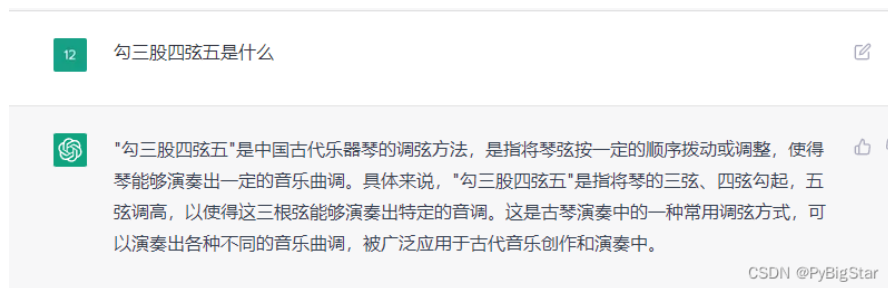 12
勾三股四弦五是什么
"勾三股四弦五"是中国古代乐器琴的调弦方法，是指将琴弦按一定的顺序拨动或调整，使得
琴能够演奏出一定的音乐曲调。具体来说，"勾三股四弦五"是指将琴的三弦、四弦勾起，五
弦调高，以使得这三根弦能够演奏出特定的音调。这是古琴演奏中的一种常用调弦方式，可
以演奏出各种不同的音乐曲调，被广泛应用于古代音乐创作和演奏中。
CSDN @PyBigStar